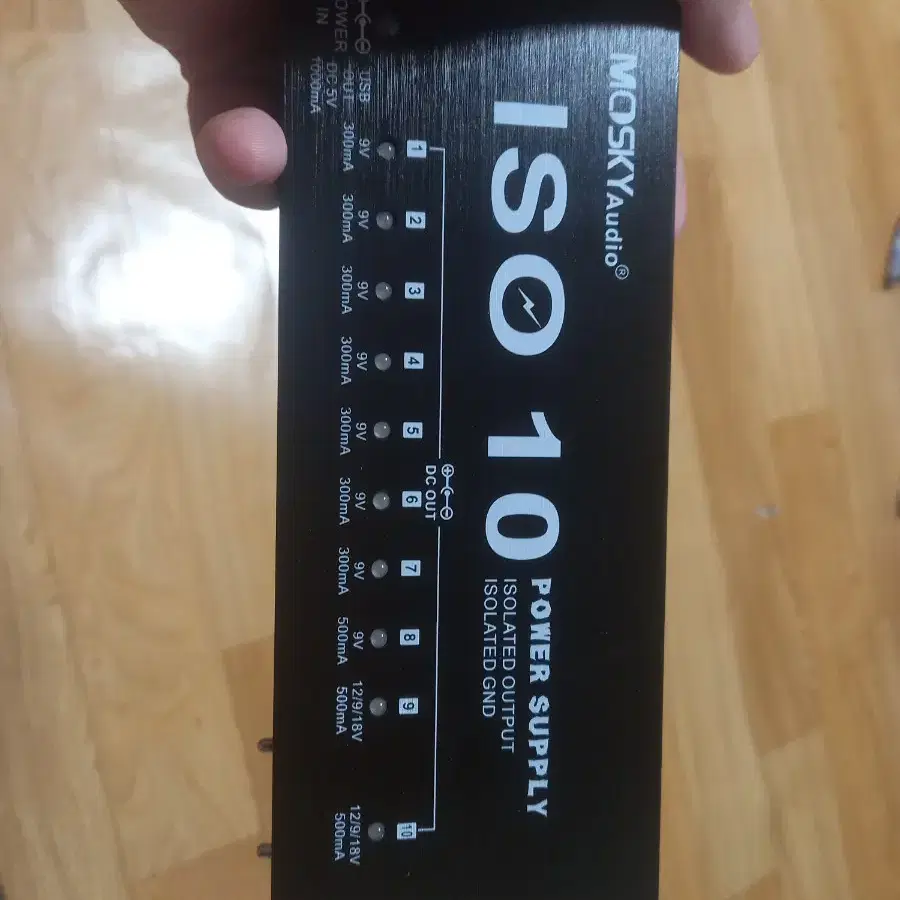 MOSKYAudio®
ISO 10
POWER SUPPLY
ISOLATED OUTPUT
ISOLATED GND
DC OUT
1 2 3 4 5 6 7 8 9 10
POWER
IN
USB
OUT
DC 5V
1000mA
9V
300mA
9V
300mA
9V
300mA
9V
300mA
9V
300mA
9V
300mA
9V
300mA
9V
500mA
12/9/18V
500mA
12/9/18V
500mA